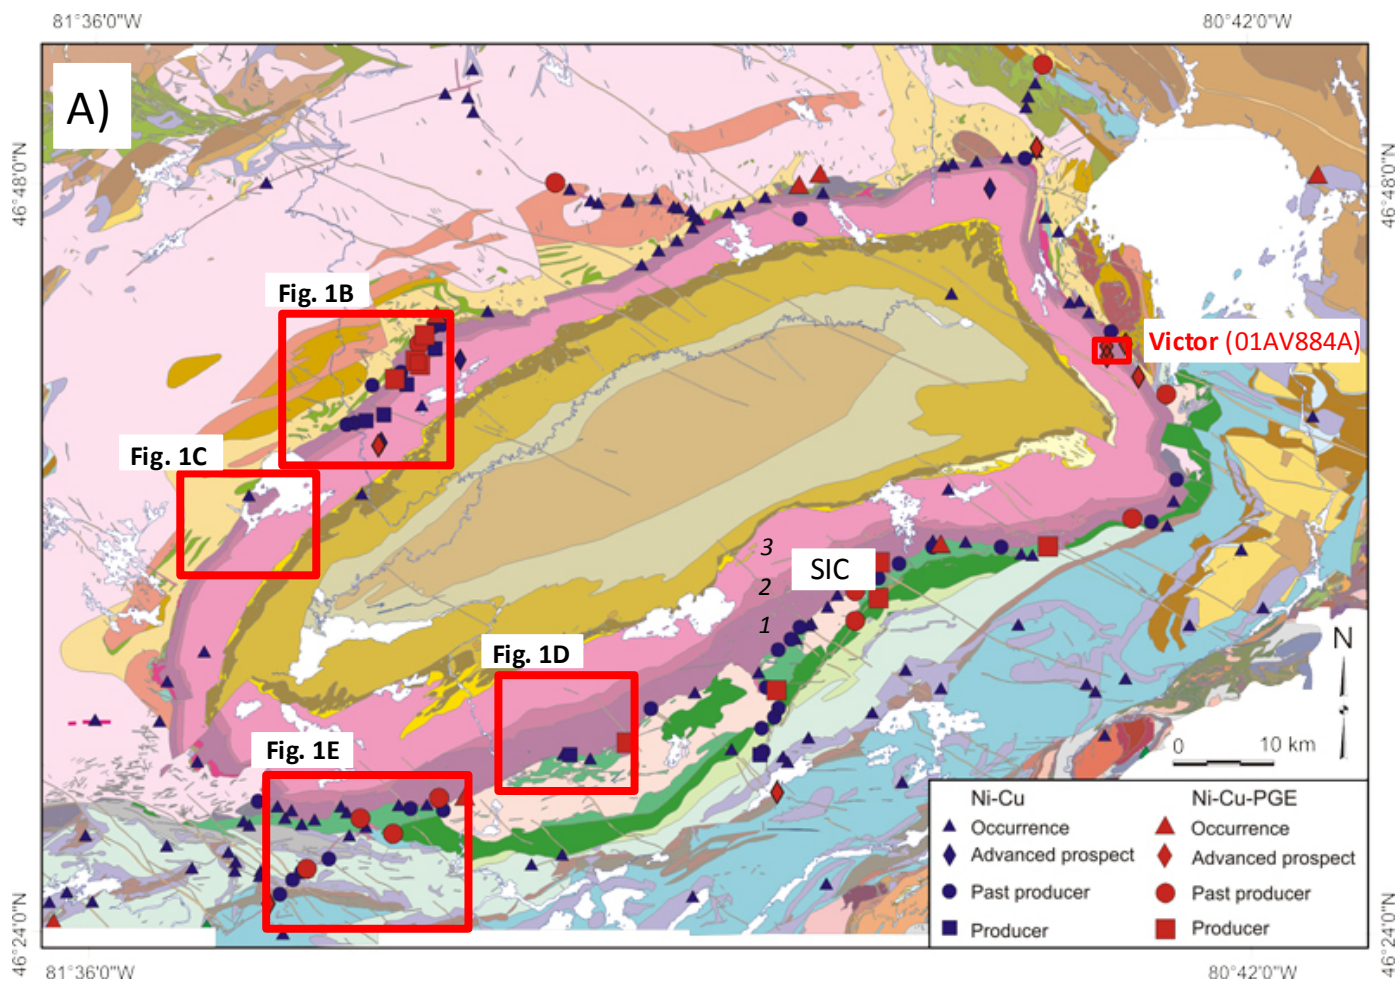 81°36'0"W
80°42'0"W
A)
46°48'0"N
46°48'0"N
Fig. 1B
Victor (01AV884A)
Fig. 1C
3
SIC
2
1
Fig. 1D
N
Fig. 1E
0 10 km
Ni-Cu
Ni-Cu-PGE
Occurrence
Occurrence
Advanced prospect
Advanced prospect
Past producer
Past producer
Producer
Producer
46°24'0"N
46°24'0"N
81°36'0"W
80°42'0"W